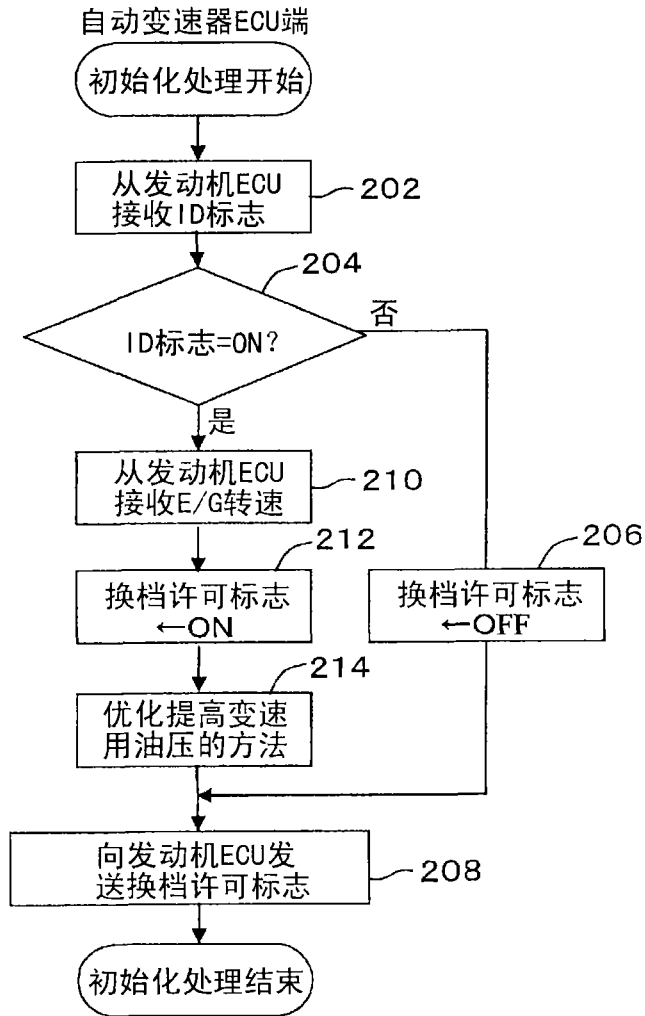 自动变速器ECU端
初始化处理开始
从发动机ECU
接收ID标志
202
204
ID标志=ON?
否
是
从发动机ECU
接收E/G转速
210
212
换档许可标志
←ON
206
换档许可标志
←OFF
214
优化提高变速
用油压的方法
向发动机ECU发
送换档许可标志
208
初始化处理结束